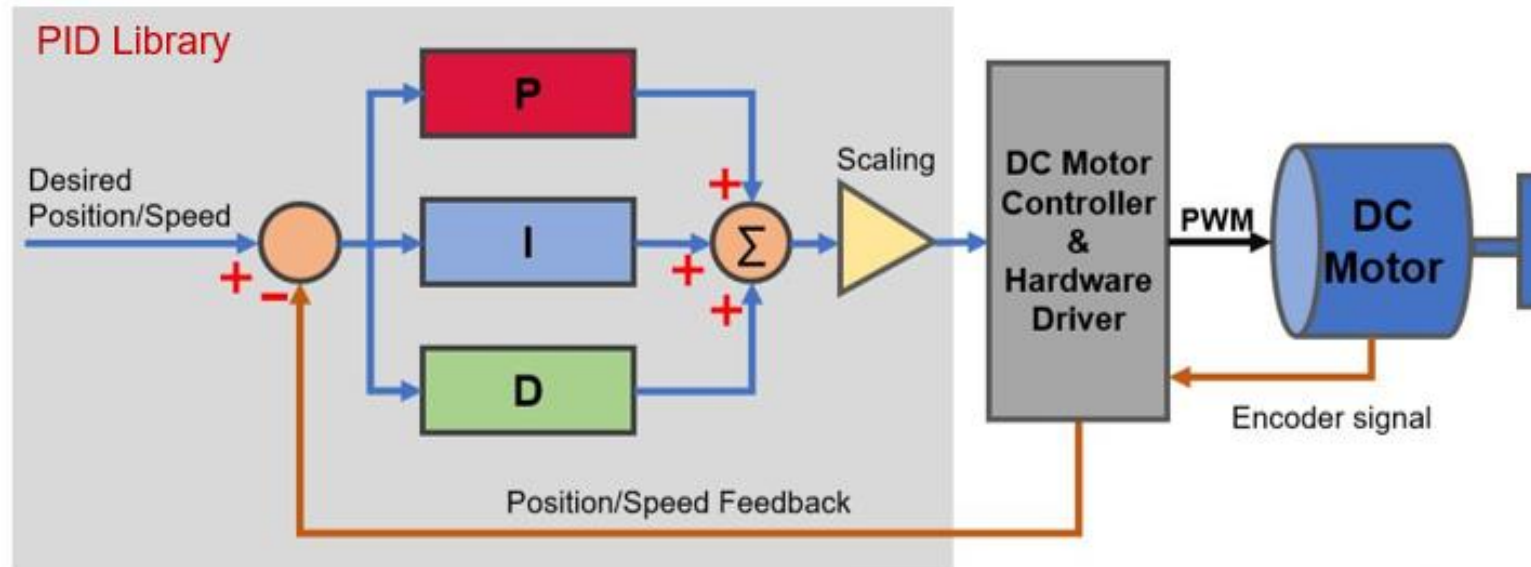 PID Library
P
Desired
Position/Speed
+
−
I
D
+
+
+
Σ
Scaling
DC Motor
Controller
&
Hardware
Driver
PWM
DC
Motor
Encoder signal
Position/Speed Feedback